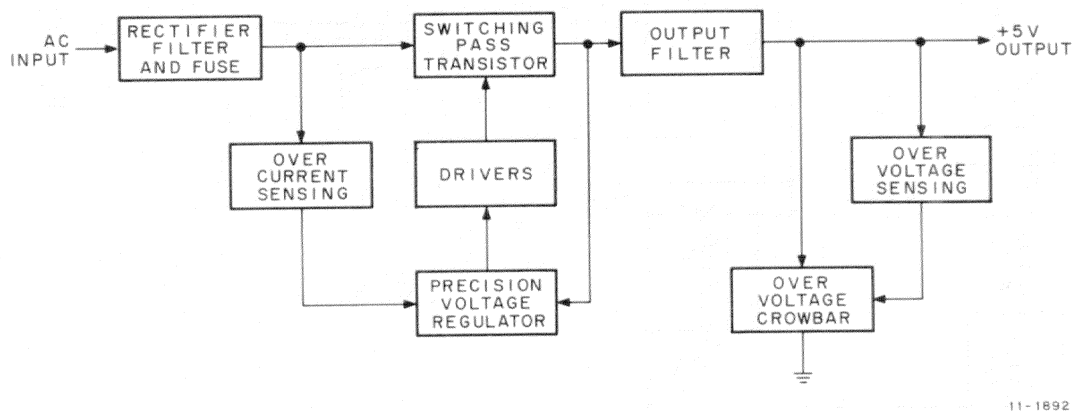 AC
INPUT
RECTIFIER
FILTER
AND FUSE
SWITCHING
PASS
TRANSISTOR
OUTPUT
FILTER
+5V
OUTPUT
OVER
CURRENT
SENSING
DRIVERS
OVER
VOLTAGE
SENSING
PRECISION
VOLTAGE
REGULATOR
OVER
VOLTAGE
CROWBAR
11-1892